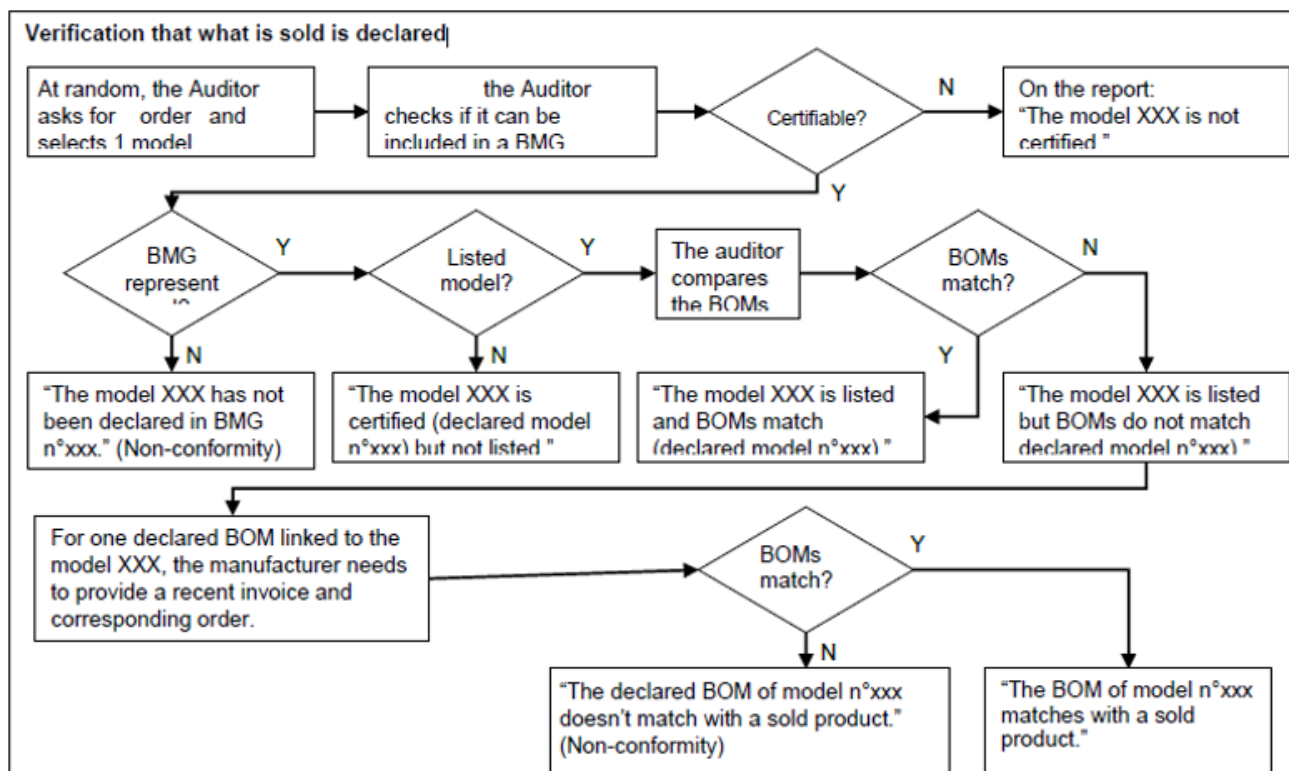 Verification that what is sold is declared
At random, the Auditor
asks for order and
selects 1 model
the Auditor
checks if it can be
included in a BMG
Certifiable?
N
On the report:
“The model XXX is not
certified ”
Y
BMG
represent
Y
Listed
model?
Y
The auditor
compares
the BOMs
BOMs
match?
N
N
N
Y
“The model XXX has not
been declared in BMG
n°xxx.” (Non-conformity)
“The model XXX is
certified (declared model
n°xxx) but not listed ”
“The model XXX is listed
and BOMs match
(declared model n°xxx) ”
“The model XXX is listed
but BOMs do not match
declared model n°xxx) ”
For one declared BOM linked to the
model XXX, the manufacturer needs
to provide a recent invoice and
corresponding order.
BOMs
match?
Y
N
“The declared BOM of model n°xxx
doesn’t match with a sold product.”
(Non-conformity)
“The BOM of model n°xxx
matches with a sold
product.”